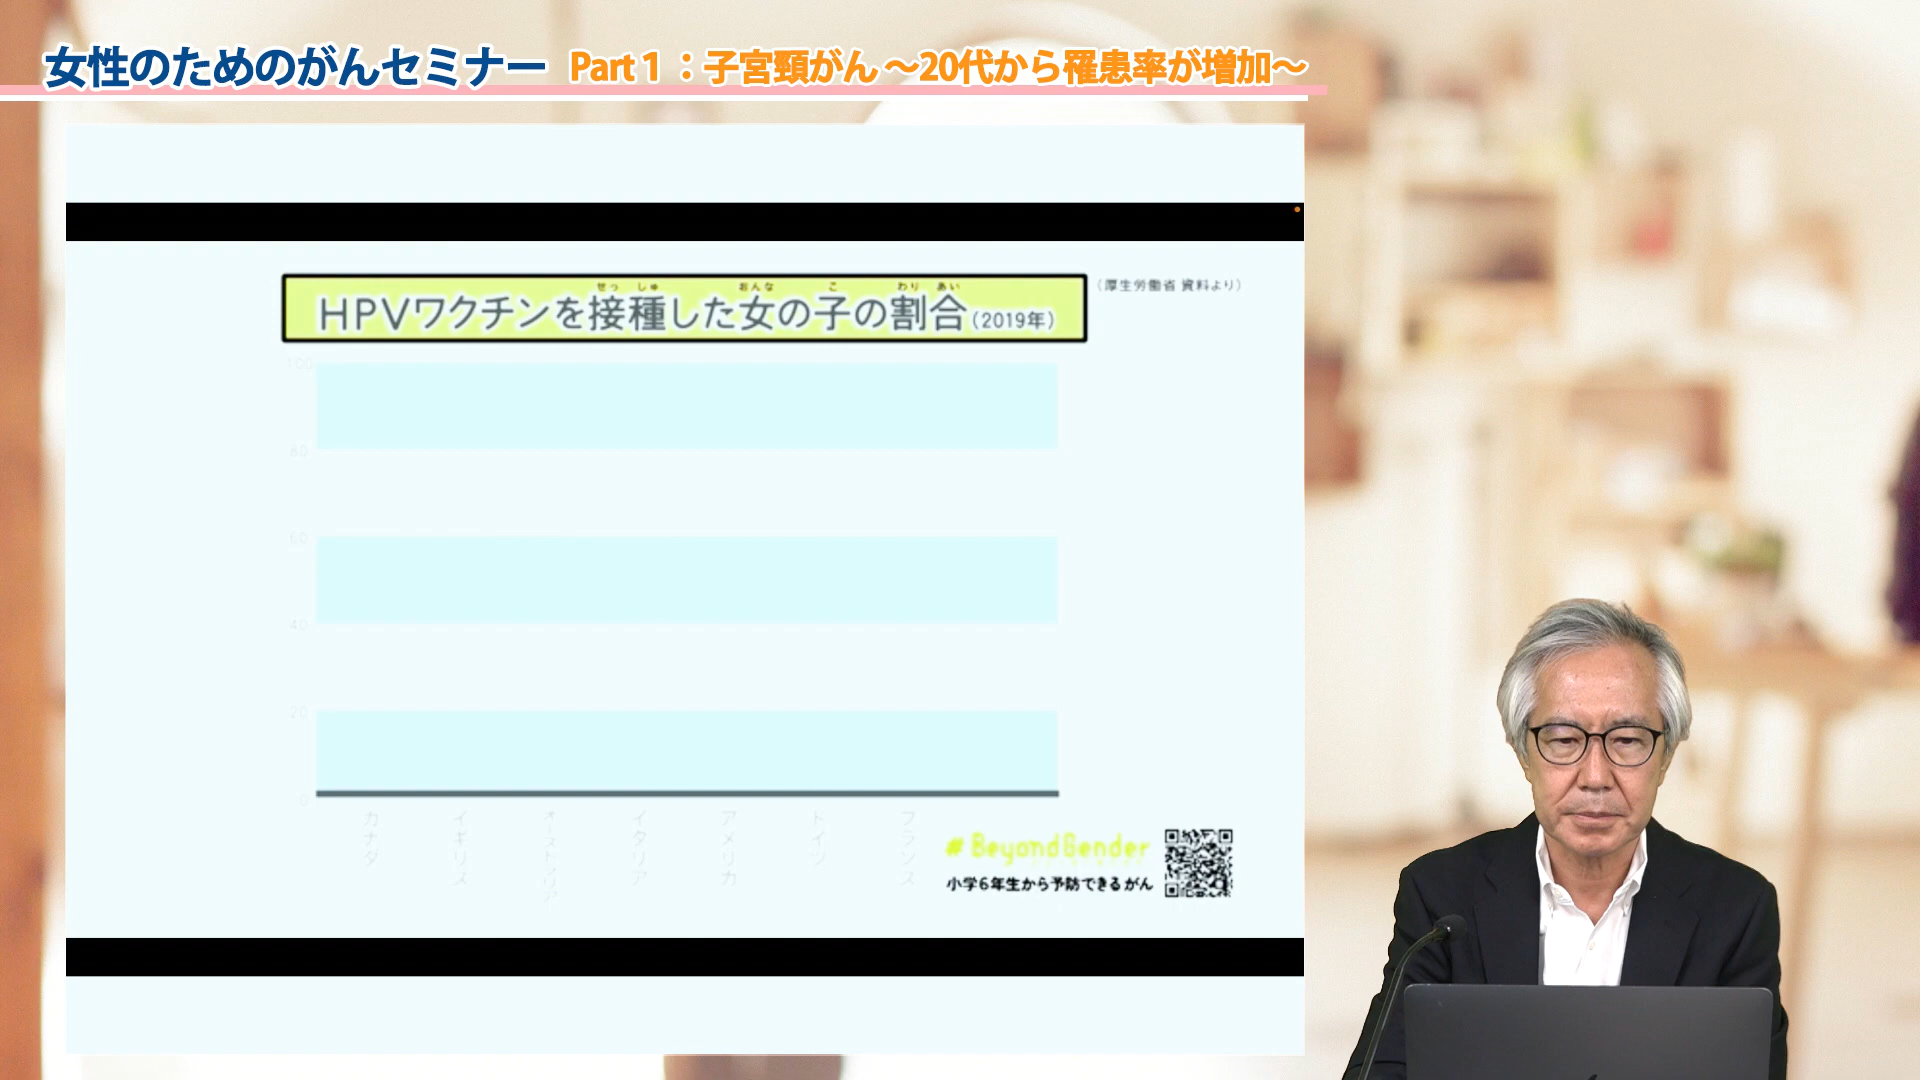 女性のためのがんセミナー Part 1 ：子宮頸がん ～20代から罹患率が増加～
せっ しゅ おんな こ わり あい
HPVワクチンを接種した女の子の割合(2019年)
（厚生労働省 資料より）
100
80
60
40
20
0
カナダ
イギリス
オーストラリア
イタリア
アメリカ
ドイツ
フランス
# BeyondGender
小学6年生から予防できるがん